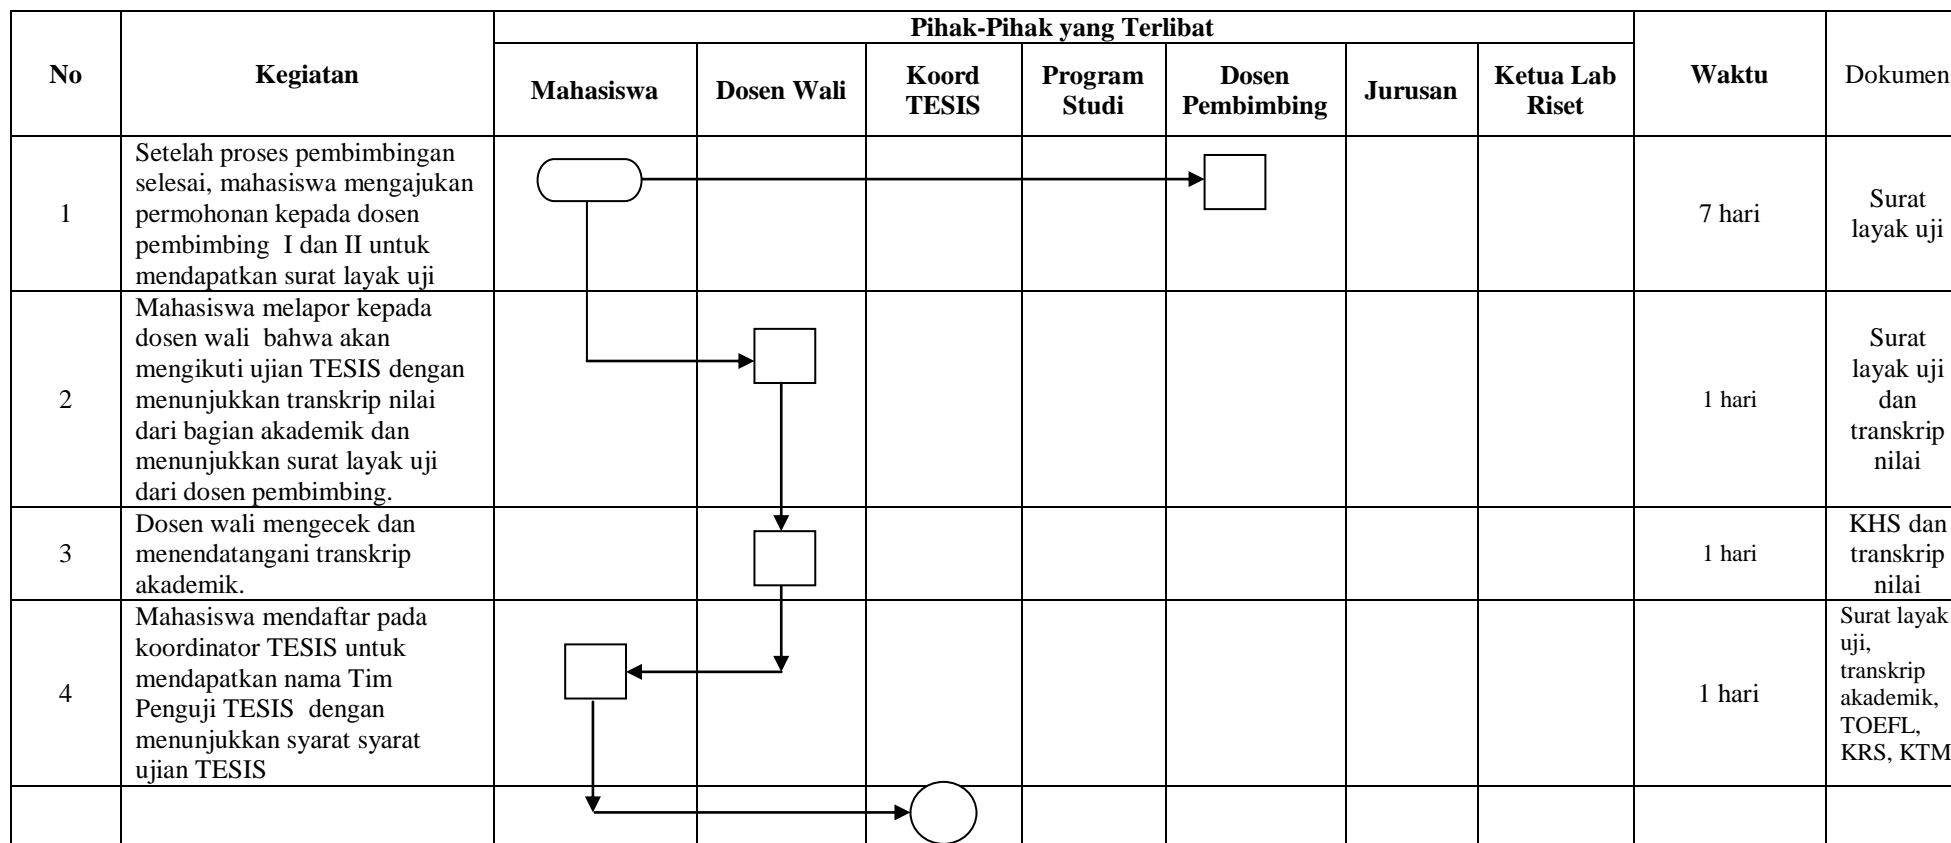 Pihak-Pihak yang Terlibat
No
Kegiatan
Mahasiswa
Dosen Wali
Koord
TESIS
Program
Studi
Dosen
Pembimbing
Jurusan
Ketua Lab
Riset
Waktu
Dokumen
1
Setelah proses pembimbingan
selesai, mahasiswa mengajukan
permohonan kepada dosen
pembimbing  I dan II untuk
mendapatkan surat layak uji
7 hari
Surat
layak uji
2
Mahasiswa melapor kepada
dosen wali  bahwa akan
mengikuti ujian TESIS dengan
menunjukkan transkrip nilai
dari bagian akademik dan
menunjukkan surat layak uji
dari dosen pembimbing.
1 hari
Surat
layak uji
dan
transkrip
nilai
3
Dosen wali mengecek dan
menendatangani transkrip
akademik.
1 hari
KHS dan
transkrip
nilai
4
Mahasiswa mendaftar pada
koordinator TESIS untuk
mendapatkan nama Tim
Penguji TESIS  dengan
menunjukkan syarat syarat
ujian TESIS
1 hari
Surat layak
uji,
transkrip
akademik,
TOEFL,
KRS, KTM